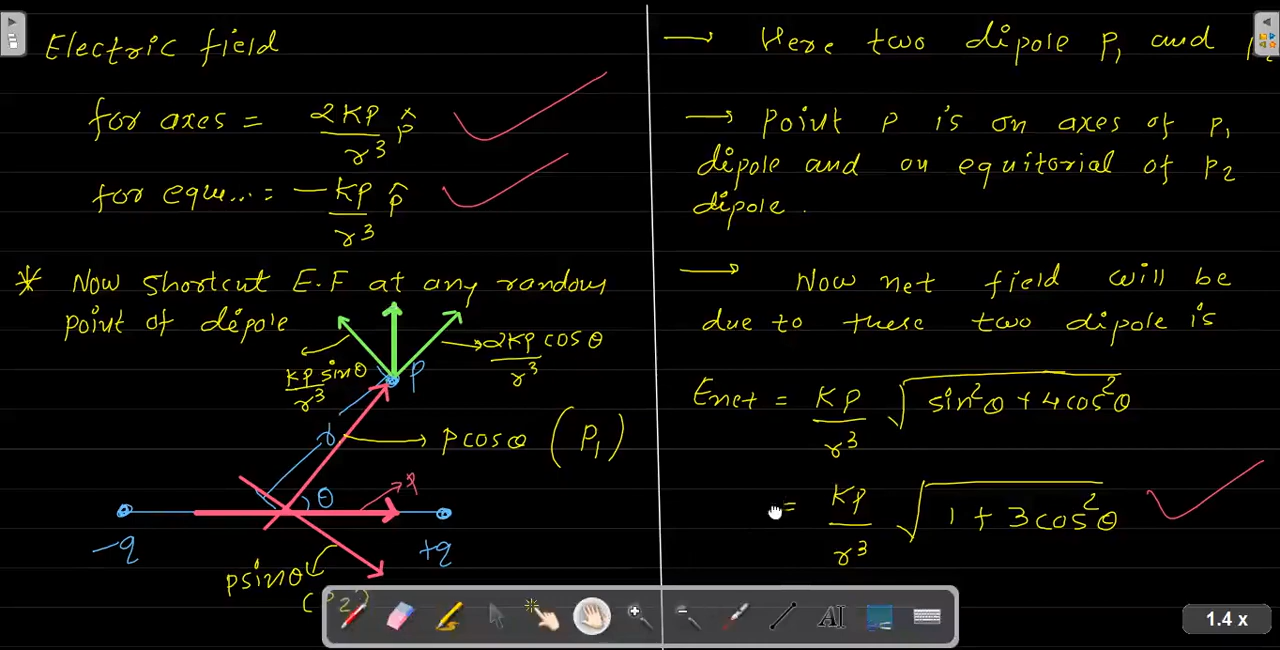 Electric field
for axes = 2KP/r³ p̂
for equ... = -KP/r³ p̂
* Now shortcut E.F at any random
point of dipole
KP sinθ/r³
2KP cosθ/r³
P
r
P cosθ (P₁)
θ
P
-q
+q
P sinθ
(P2)
→ Here two dipole P₁ and P₂
→ Point P is on axes of P₁
dipole and on equitorial of P₂
dipole.
→ Now net field will be
due to these two dipole is
Enet = KP/r³ √sin²θ + 4cos²θ
= KP/r³ √1 + 3cos²θ
AI
1.4 x